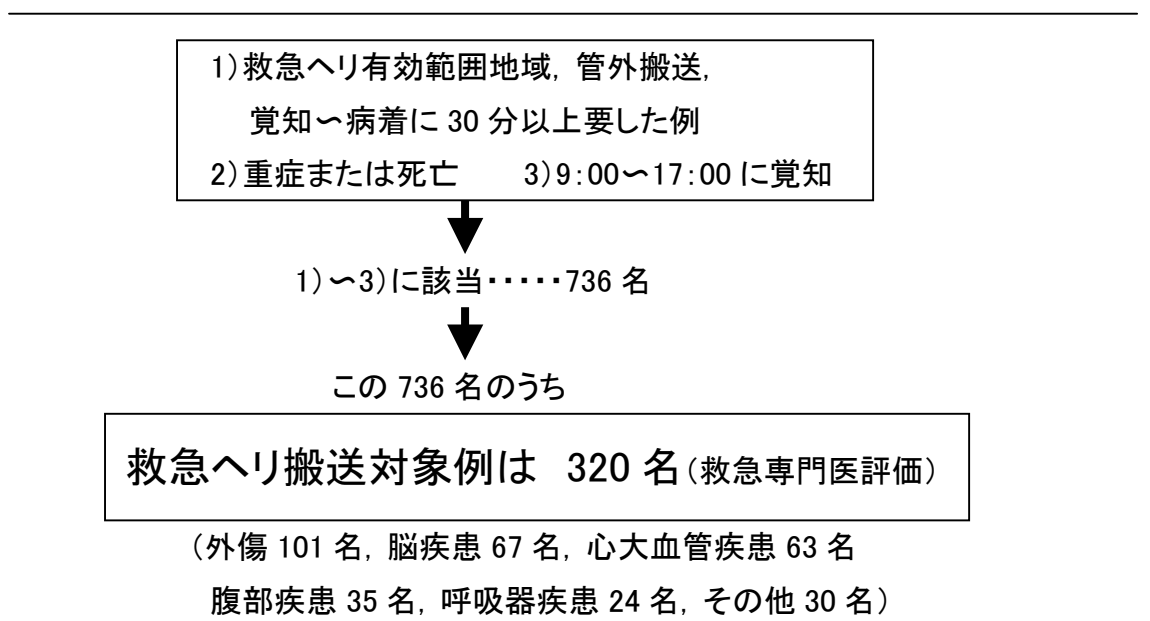 1)救急ヘリ有効範囲地域, 管外搬送,
覚知〜病着に 30 分以上要した例
2)重症または死亡 3)9:00〜17:00 に覚知
1)〜3)に該当・・・・・736 名
この 736 名のうち
救急ヘリ搬送対象例は 320 名(救急専門医評価)
(外傷 101 名, 脳疾患 67 名, 心大血管疾患 63 名
腹部疾患 35 名, 呼吸器疾患 24 名, その他 30 名)